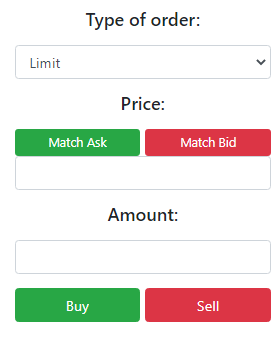 Type of order:
Limit
Price:
Match Ask Match Bid
Amount:
Buy Sell